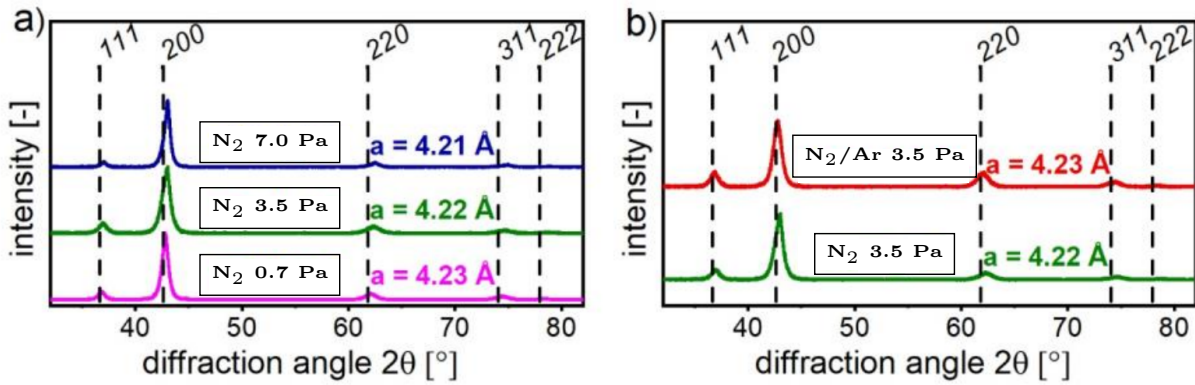 a)
111
200
220
311
222
N₂ 7.0 Pa
a = 4.21 Å
N₂ 3.5 Pa
a = 4.22 Å
N₂ 0.7 Pa
a = 4.23 Å
intensity [-]
40
50
60
70
80
diffraction angle 2θ [°]
b)
111
200
220
311
222
N₂/Ar 3.5 Pa
a = 4.23 Å
N₂ 3.5 Pa
a = 4.22 Å
intensity [-]
40
50
60
70
80
diffraction angle 2θ [°]